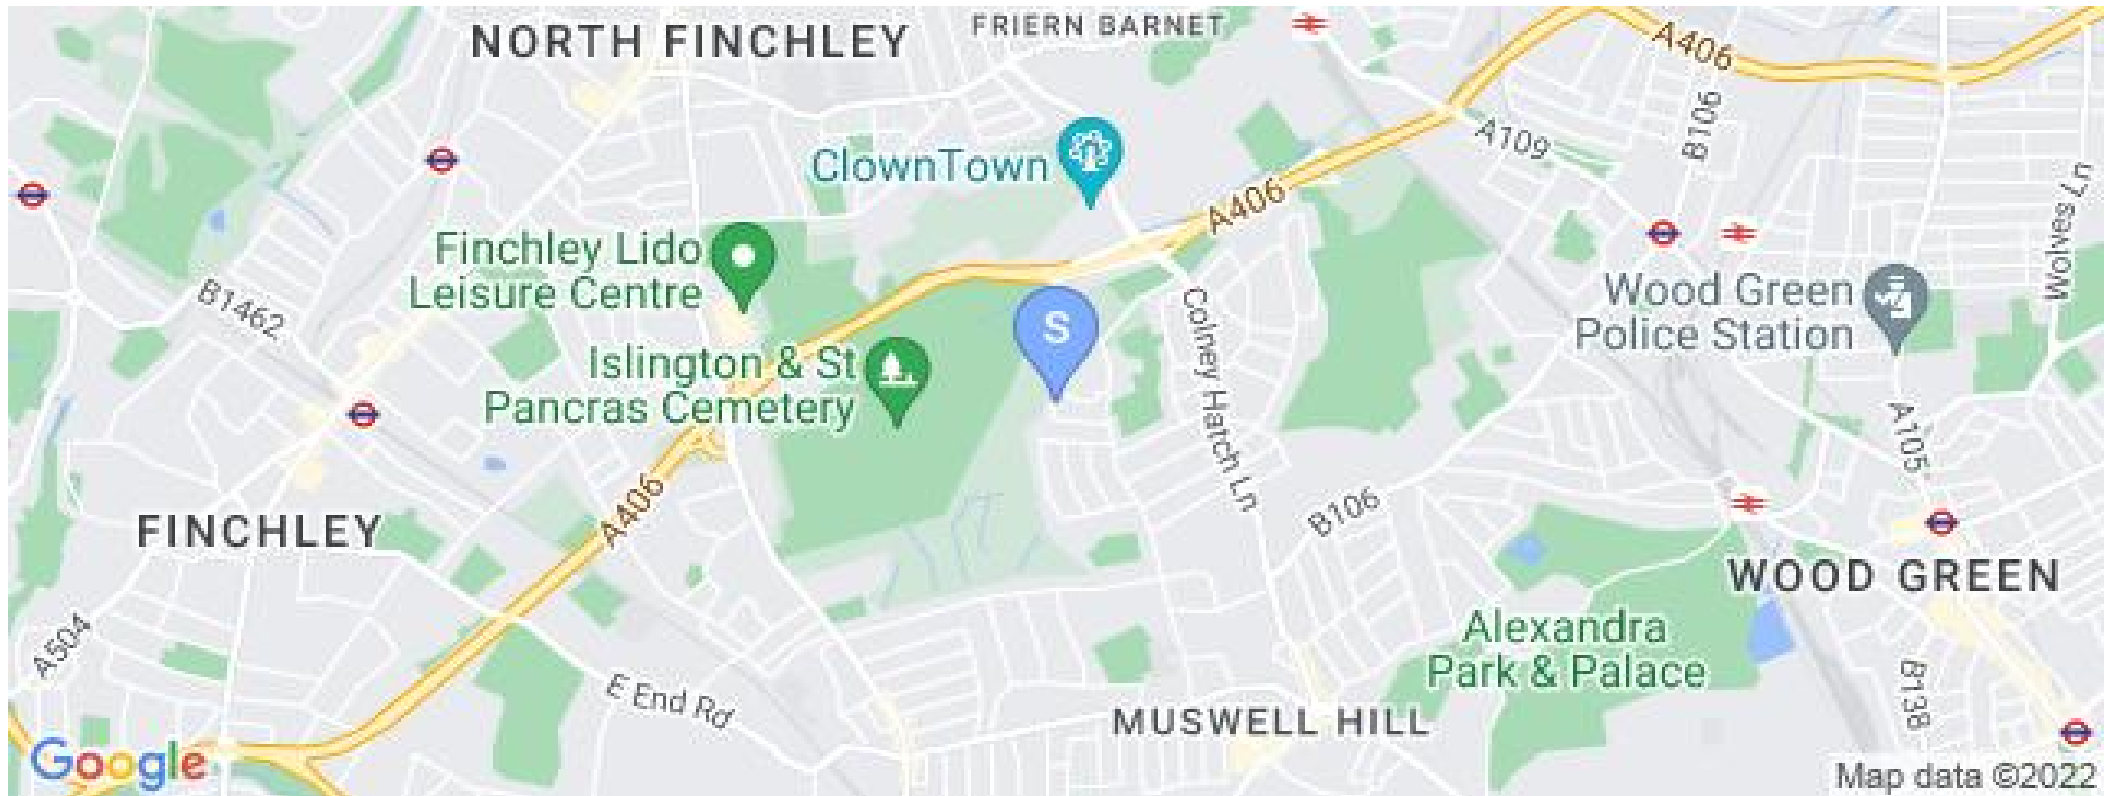 NORTH FINCHLEY
FRIERN BARNET
A406
B106
A109
ClownTown
A406
Wolves Ln
Finchley Lido
Leisure Centre
B1462
S
Wood Green
Police Station
Colney Hatch Ln
Islington & St
Pancras Cemetery
A105
A406
B106
FINCHLEY
WOOD GREEN
A504
Alexandra
Park & Palace
E End Rd
B138
MUSWELL HILL
Google
Map data ©2022